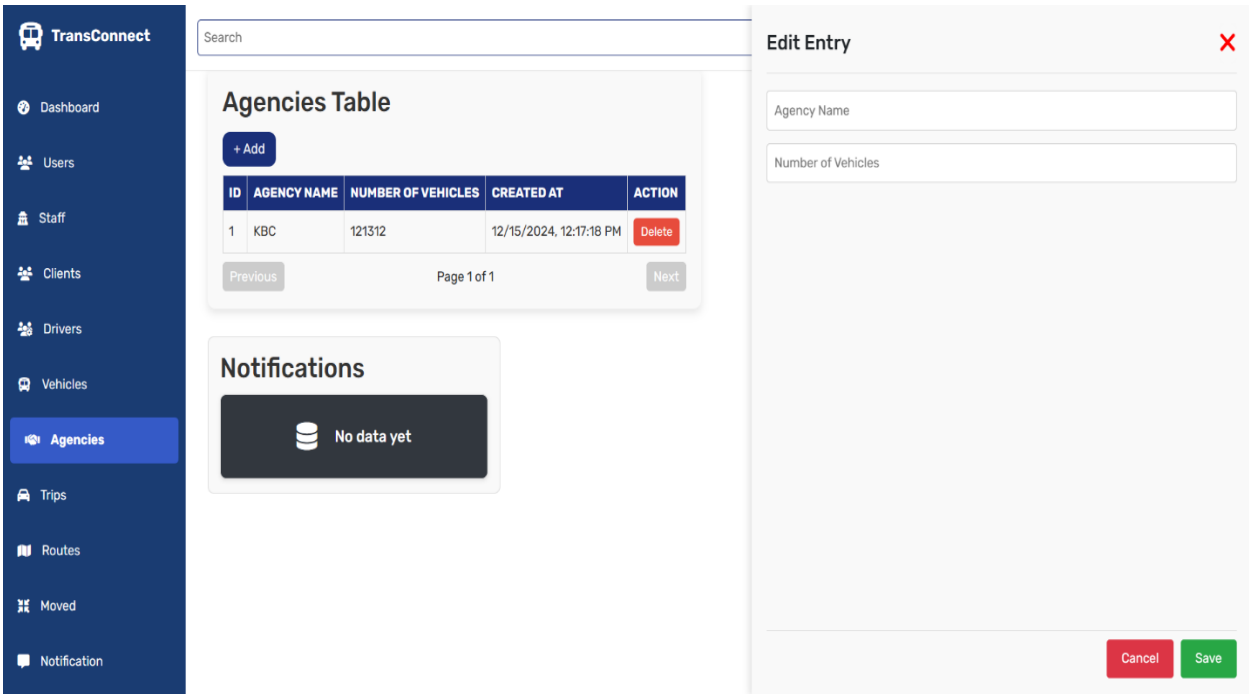 TransConnect
Dashboard
Users
Staff
Clients
Drivers
Vehicles
Agencies
Trips
Routes
Moved
Notification
Search
Agencies Table
+ Add
ID AGENCY NAME NUMBER OF VEHICLES CREATED AT ACTION
1 KBC 121312 12/15/2024, 12:17:18 PM Delete
Previous Page 1 of 1 Next
Notifications
No data yet
Edit Entry
Agency Name
Number of Vehicles
Cancel Save